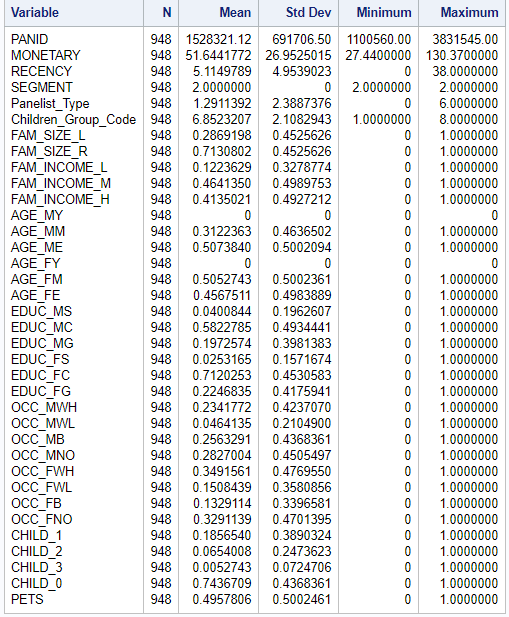 Variable N Mean Std Dev Minimum Maximum
PANID 948 1528321.12 691706.50 1100560.00 3831545.00
MONETARY 948 51.6441772 26.9525015 27.4400000 130.3700000
RECENCY 948 5.1149789 4.9539023 0 38.0000000
SEGMENT 948 2.0000000 0 2.0000000 2.0000000
Panelist_Type 948 1.2911392 2.3887376 0 6.0000000
Children_Group_Code 948 6.8523207 2.1082943 1.0000000 8.0000000
FAM_SIZE_L 948 0.2869198 0.4525626 0 1.0000000
FAM_SIZE_R 948 0.7130802 0.4525626 0 1.0000000
FAM_INCOME_L 948 0.1223629 0.3278774 0 1.0000000
FAM_INCOME_M 948 0.4641350 0.4989753 0 1.0000000
FAM_INCOME_H 948 0.4135021 0.4927212 0 1.0000000
AGE_MY 948 0 0 0 0
AGE_MM 948 0.3122363 0.4636502 0 1.0000000
AGE_ME 948 0.5073840 0.5002094 0 1.0000000
AGE_FY 948 0 0 0 0
AGE_FM 948 0.5052743 0.5002361 0 1.0000000
AGE_FE 948 0.4567511 0.4983889 0 1.0000000
EDUC_MS 948 0.0400844 0.1962607 0 1.0000000
EDUC_MC 948 0.5822785 0.4934441 0 1.0000000
EDUC_MG 948 0.1972574 0.3981383 0 1.0000000
EDUC_FS 948 0.0253165 0.1571674 0 1.0000000
EDUC_FC 948 0.7120253 0.4530583 0 1.0000000
EDUC_FG 948 0.2246835 0.4175941 0 1.0000000
OCC_MWH 948 0.2341772 0.4237070 0 1.0000000
OCC_MWL 948 0.0464135 0.2104900 0 1.0000000
OCC_MB 948 0.2563291 0.4368361 0 1.0000000
OCC_MNO 948 0.2827004 0.4505497 0 1.0000000
OCC_FWH 948 0.3491561 0.4769550 0 1.0000000
OCC_FWL 948 0.1508439 0.3580856 0 1.0000000
OCC_FB 948 0.1329114 0.3396581 0 1.0000000
OCC_FNO 948 0.3291139 0.4701395 0 1.0000000
CHILD_1 948 0.1856540 0.3890324 0 1.0000000
CHILD_2 948 0.0654008 0.2473623 0 1.0000000
CHILD_3 948 0.0052743 0.0724706 0 1.0000000
CHILD_0 948 0.7436709 0.4368361 0 1.0000000
PETS 948 0.4957806 0.5002461 0 1.0000000